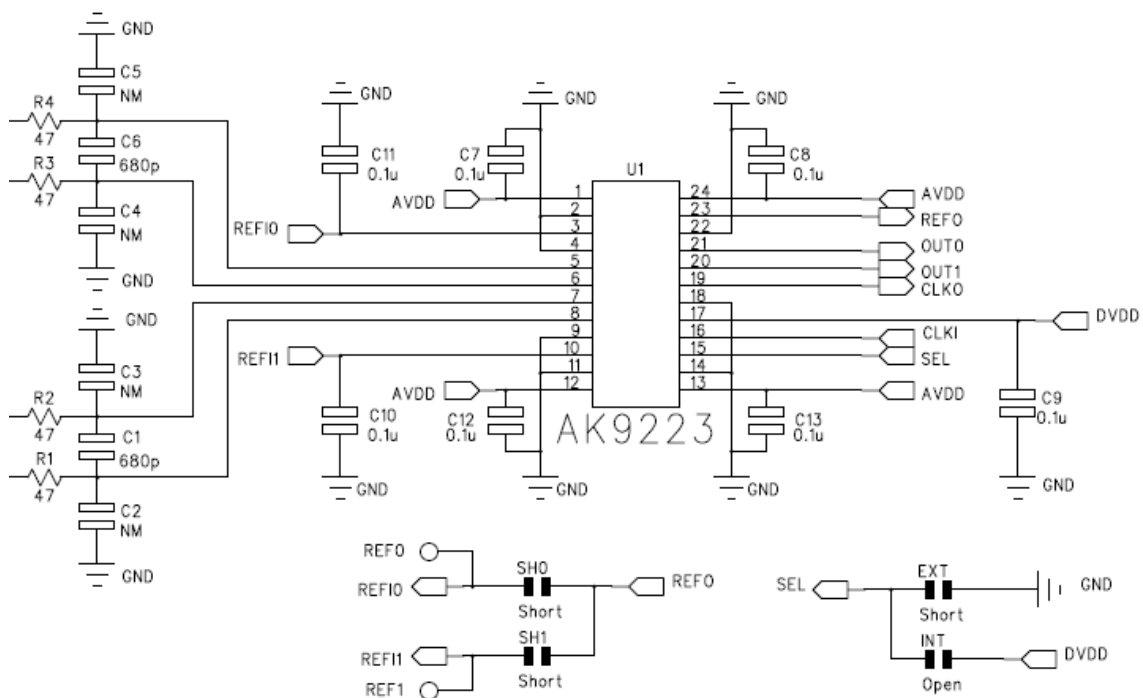 GND
C5
NM
R4
47
C6
680p
R3
47
C4
NM
GND
GND
C3
NM
R2
47
C1
680p
R1
47
C2
NM
GND
GND
C11
0.1u
REFI0
GND
C7
0.1u
AVDD
GND
C8
0.1u
U1
1
2
3
4
5
6
7
8
9
10
11
12
24
23
22
21
20
19
18
17
16
15
14
13
AVDD
REFO
OUT0
OUT1
CLKO
DVDD
CLKI
SEL
AVDD
REFI1
C10
0.1u
GND
AVDD
C12
0.1u
GND
AK9223
C13
0.1u
GND
C9
0.1u
GND
REF0
REFI0
SH0
Short
REFO
REFI1
SH1
Short
REF1
SEL
EXT
Short
GND
INT
Open
DVDD